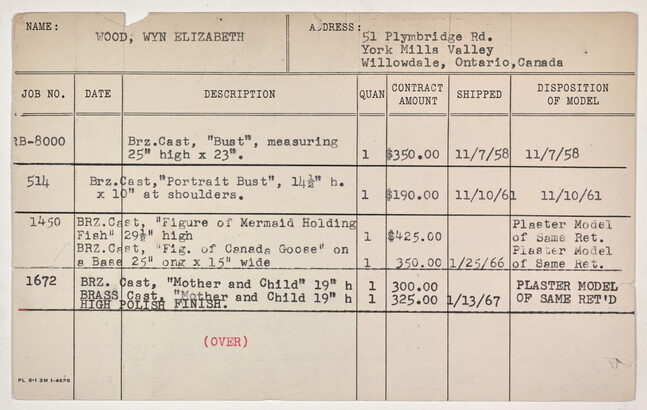 NAME: WOOD, WYN ELIZABETH
ADDRESS: 51 Plymbridge Rd.
York Mills Valley
Willowdale, Ontario,Canada
JOB NO. DATE DESCRIPTION QUAN CONTRACT AMOUNT SHIPPED DISPOSITION OF MODEL
RB-8000 Brz.Cast, "Bust", measuring
25" high x 23". 1 $350.00 11/7/58 11/7/58
514 Brz.Cast,"Portrait Bust", 14½" h.
x 10" at shoulders. 1 $190.00 11/10/61 11/10/61
1450 BRZ.Cast, "Figure of Mermaid Holding Plaster Model
Fish" 29½" high 1 $425.00 of Same Ret.
BRZ.Cast, "Fig. of Canada Goose" on Plaster Model
a Base 25" ong x 15" wide 1 350.00 1/25/66 of Same Ret.
1672 BRZ. Cast, "Mother and Child" 19" h 1 300.00 PLASTER MODEL
BRASS Cast, "Mother and Child 19" h 1 325.00 1/13/67 OF SAME RET'D
HIGH POLISH FINISH.
(OVER)
PL 5-1 3M 1-40PS